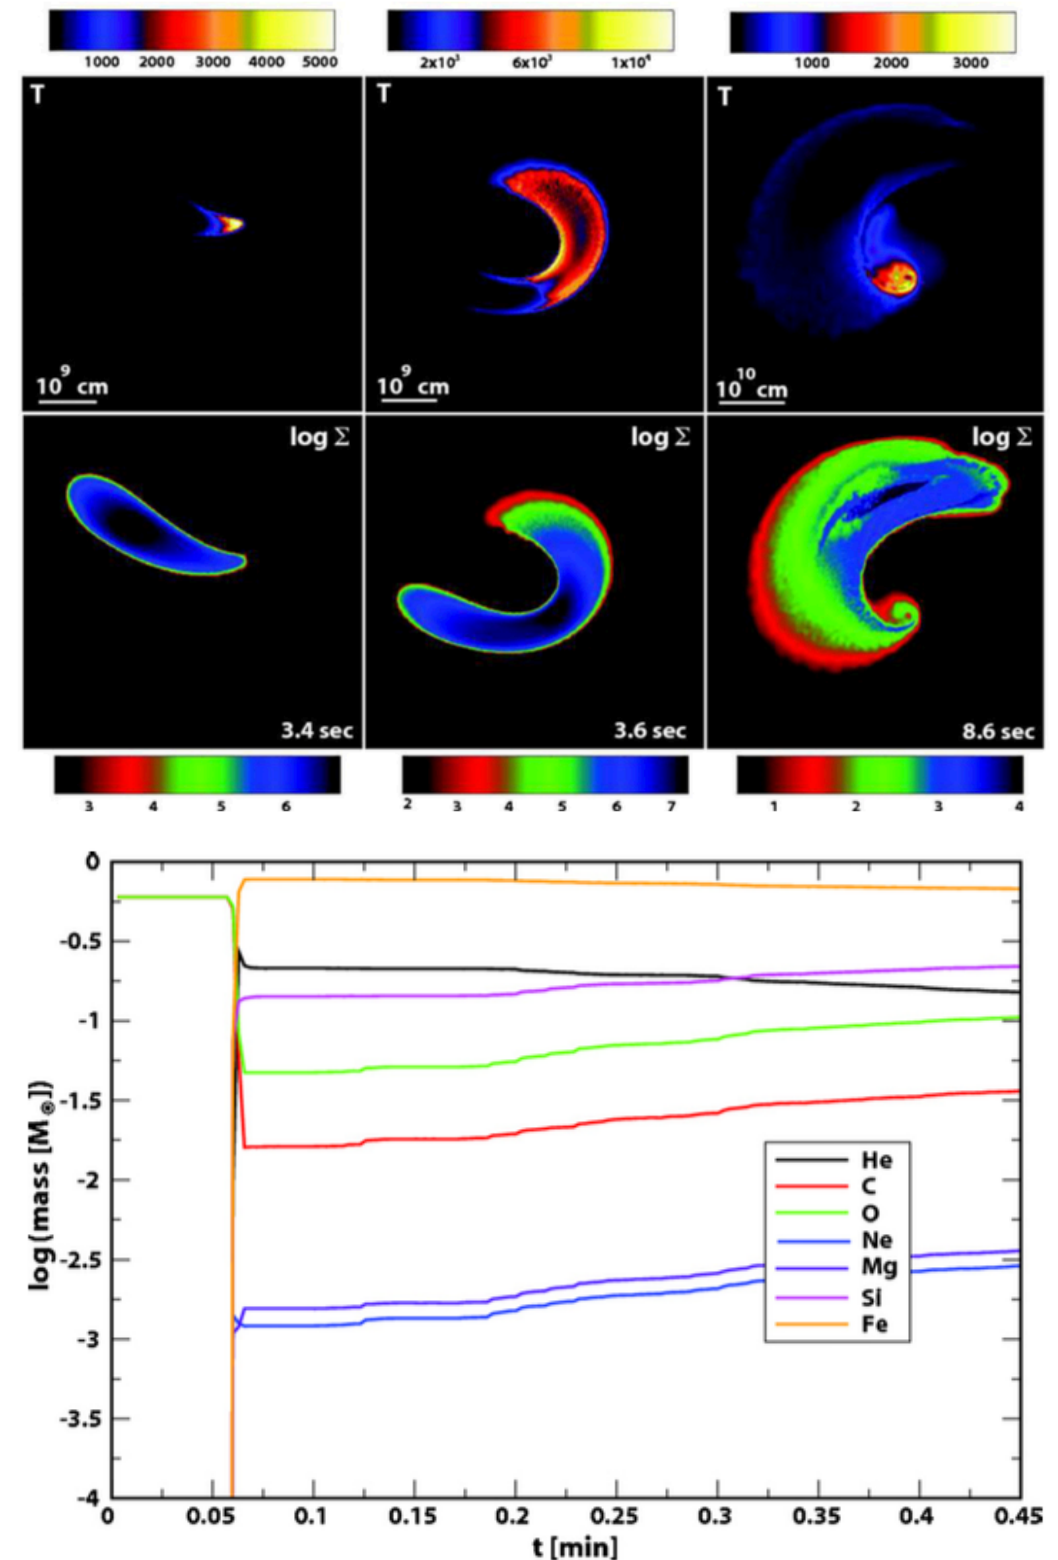 1000 2000 3000 4000 5000
2x10³ 6x10³ 1x10⁴
1000 2000 3000
T
T
T
10⁹ cm
10⁹ cm
10¹⁰ cm
log Σ
log Σ
log Σ
3.4 sec
3.6 sec
8.6 sec
3 4 5 6
2 3 4 5 6 7
1 2 3 4
0
-0.5
-1
-1.5
-2
-2.5
-3
-3.5
-4
log(mass [M⊙])
He
C
O
Ne
Mg
Si
Fe
0 0.05 0.1 0.15 0.2 0.25 0.3 0.35 0.4 0.45
t [min]